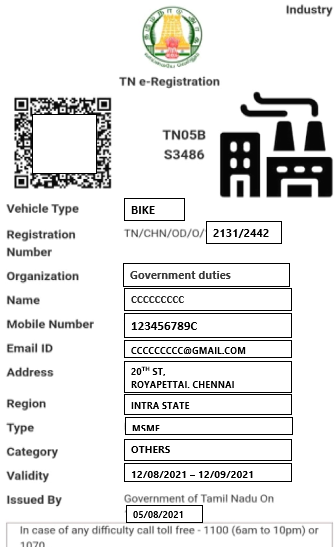 Industry
TN e-Registration
TN05B
S3486
Vehicle Type BIKE
Registration Number TN/CHN/OD/O/ 2131/2442
Organization Government duties
Name CCCCCCCCC
Mobile Number 123456789C
Email ID CCCCCCCCC@GMAIL.COM
Address 20TH ST,
ROYAPETTAI. CHENNAI
Region INTRA STATE
Type MSME
Category OTHERS
Validity 12/08/2021 – 12/09/2021
Issued By Government of Tamil Nadu On
05/08/2021
In case of any difficulty call toll free - 1100 (6am to 10pm) or
1070